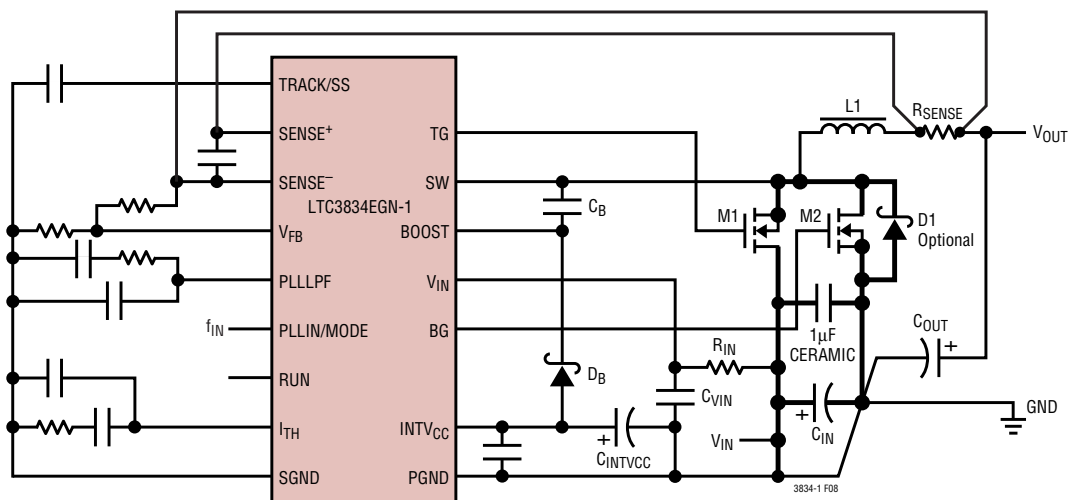 TRACK/SS
SENSE+
SENSE–
LTC3834EGN-1
VFB
PLLLPF
fIN
PLLIN/MODE
RUN
ITH
SGND
TG
SW
BOOST
VIN
BG
INTVCC
PGND
CB
DB
CINTVCC
CVIN
RIN
VIN
M1
M2
L1
RSENSE
VOUT
D1
Optional
1μF
CERAMIC
CIN
COUT
GND
3834-1 F08